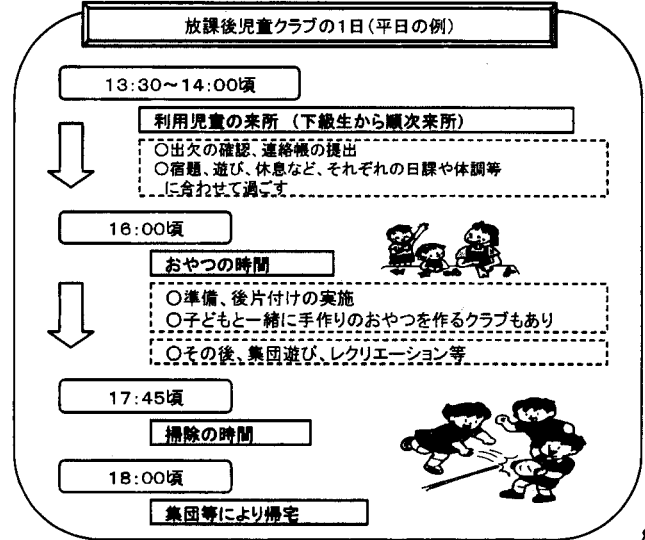 放課後児童クラブの1日(平日の例)
13:30～14:00頃
利用児童の来所 (下級生から順次来所)
○出欠の確認、連絡帳の提出
○宿題、遊び、休息など、それぞれの日課や体調等
に合わせて過ごす
16:00頃
おやつの時間
○準備、後片付けの実施
○子どもと一緒に手作りのおやつを作るクラブもあり
○その後、集団遊び、レクリエーション等
17:45頃
掃除の時間
18:00頃
集団等により帰宅